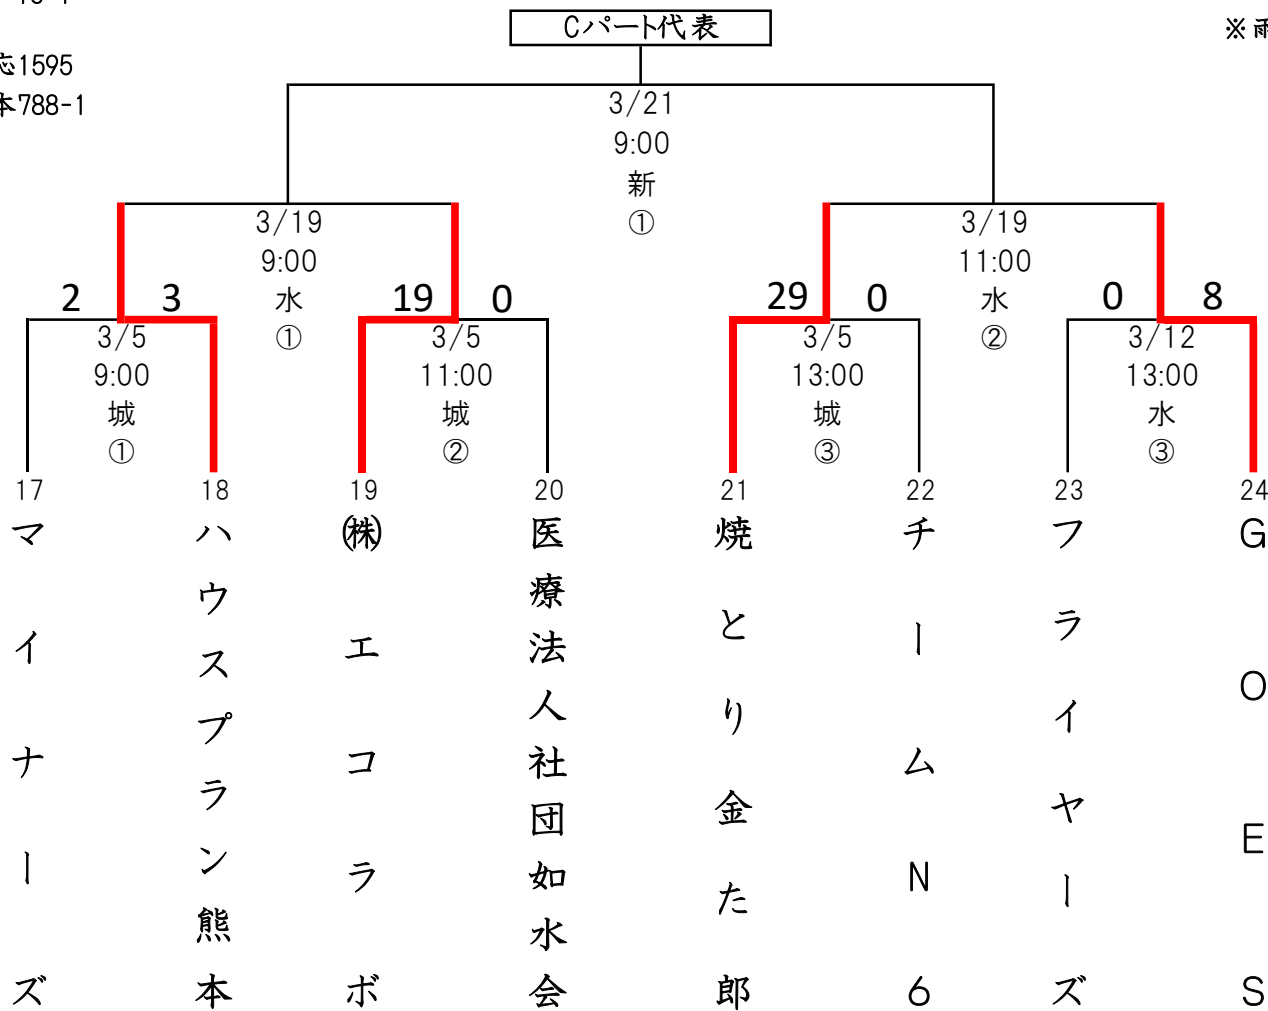 Cパート代表
※雨
応1595
本788-1
3/21
9:00
新
①
3/19
9:00
水
①
3/19
11:00
水
②
2 3
19 0
29 0
0 8
3/5
9:00
城
①
3/5
11:00
城
②
3/5
13:00
城
③
3/12
13:00
水
③
17 18 19 20 21 22 23 24
マイナーズ
ハウスプラン熊本
㈱エコラボ
医療法人社団如水会
焼とり金た郎
チームN6
フライヤーズ
GOES